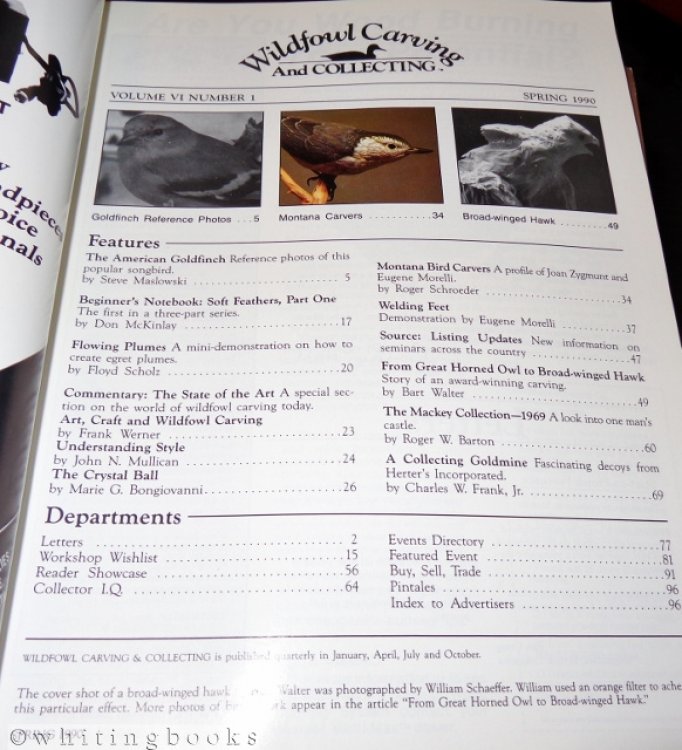 T
y
ndpieces
oice
nals
Wildfowl Carving
And COLLECTING.
VOLUME VI NUMBER 1
SPRING 1990
Goldfinch Reference Photos ...5
Montana Carvers ...........34
Broad-winged Hawk .........49
Features
The American Goldfinch Reference photos of this
popular songbird.
by Steve Maslowski ........ 5
Beginner's Notebook: Soft Feathers, Part One
The first in a three-part series.
by Don McKinlay ........17
Flowing Plumes A mini-demonstration on how to
create egret plumes.
by Floyd Scholz ........20
Commentary: The State of the Art A special sec-
tion on the world of wildfowl carving today.
Art, Craft and Wildfowl Carving
by Frank Werner ........23
Understanding Style
by John N. Mullican ........24
The Crystal Ball
by Marie G. Bongiovanni........26
Montana Bird Carvers A profile of Joan Zygmunt and
Eugene Morelli.
by Roger Schroeder ........34
Welding Feet
Demonstration by Eugene Morelli ........37
Source: Listing Updates New information on
seminars across the country ........47
From Great Horned Owl to Broad-winged Hawk
Story of an award-winning carving.
by Bart Walter ........49
The Mackey Collection—1969 A look into one man's
castle.
by Roger W. Barton ........60
A Collecting Goldmine Fascinating decoys from
Herter's Incorporated.
by Charles W. Frank, Jr. ........69
Departments
Letters ........2
Workshop Wishlist ........15
Reader Showcase ........56
Collector I.Q. ........64
Events Directory ........77
Featured Event ........81
Buy, Sell, Trade ........91
Pintales ........96
Index to Advertisers ........96
WILDFOWL CARVING & COLLECTING is published quarterly in January, April, July and October.
The cover shot of a broad-winged hawk Walter was photographed by William Schaeffer. William used an orange filter to achie
this particular effect. More photos of appear in the article "From Great Horned Owl to Broad-winged Hawk."
SPRING 1990
©whitingbooks